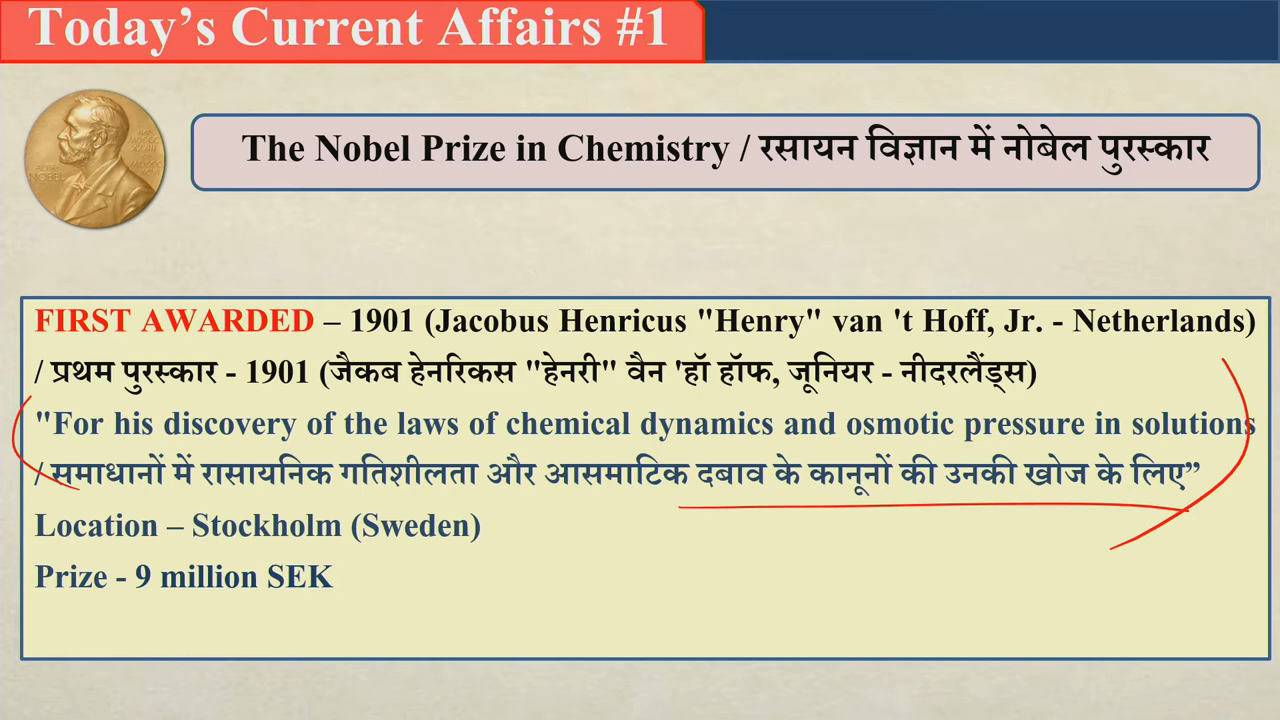 Today's Current Affairs #1
The Nobel Prize in Chemistry / रसायन विज्ञान में नोबेल पुरस्कार
FIRST AWARDED – 1901 (Jacobus Henricus "Henry" van 't Hoff, Jr. - Netherlands)
/ प्रथम पुरस्कार - 1901 (जैकब हेनरिकस "हेनरी" वैन 'हॉ हॉफ, जूनियर - नीदरलैंड्स)
"For his discovery of the laws of chemical dynamics and osmotic pressure in solutions
/ समाधानों में रासायनिक गतिशीलता और आसमाटिक दबाव के कानूनों की उनकी खोज के लिए”
Location – Stockholm (Sweden)
Prize - 9 million SEK